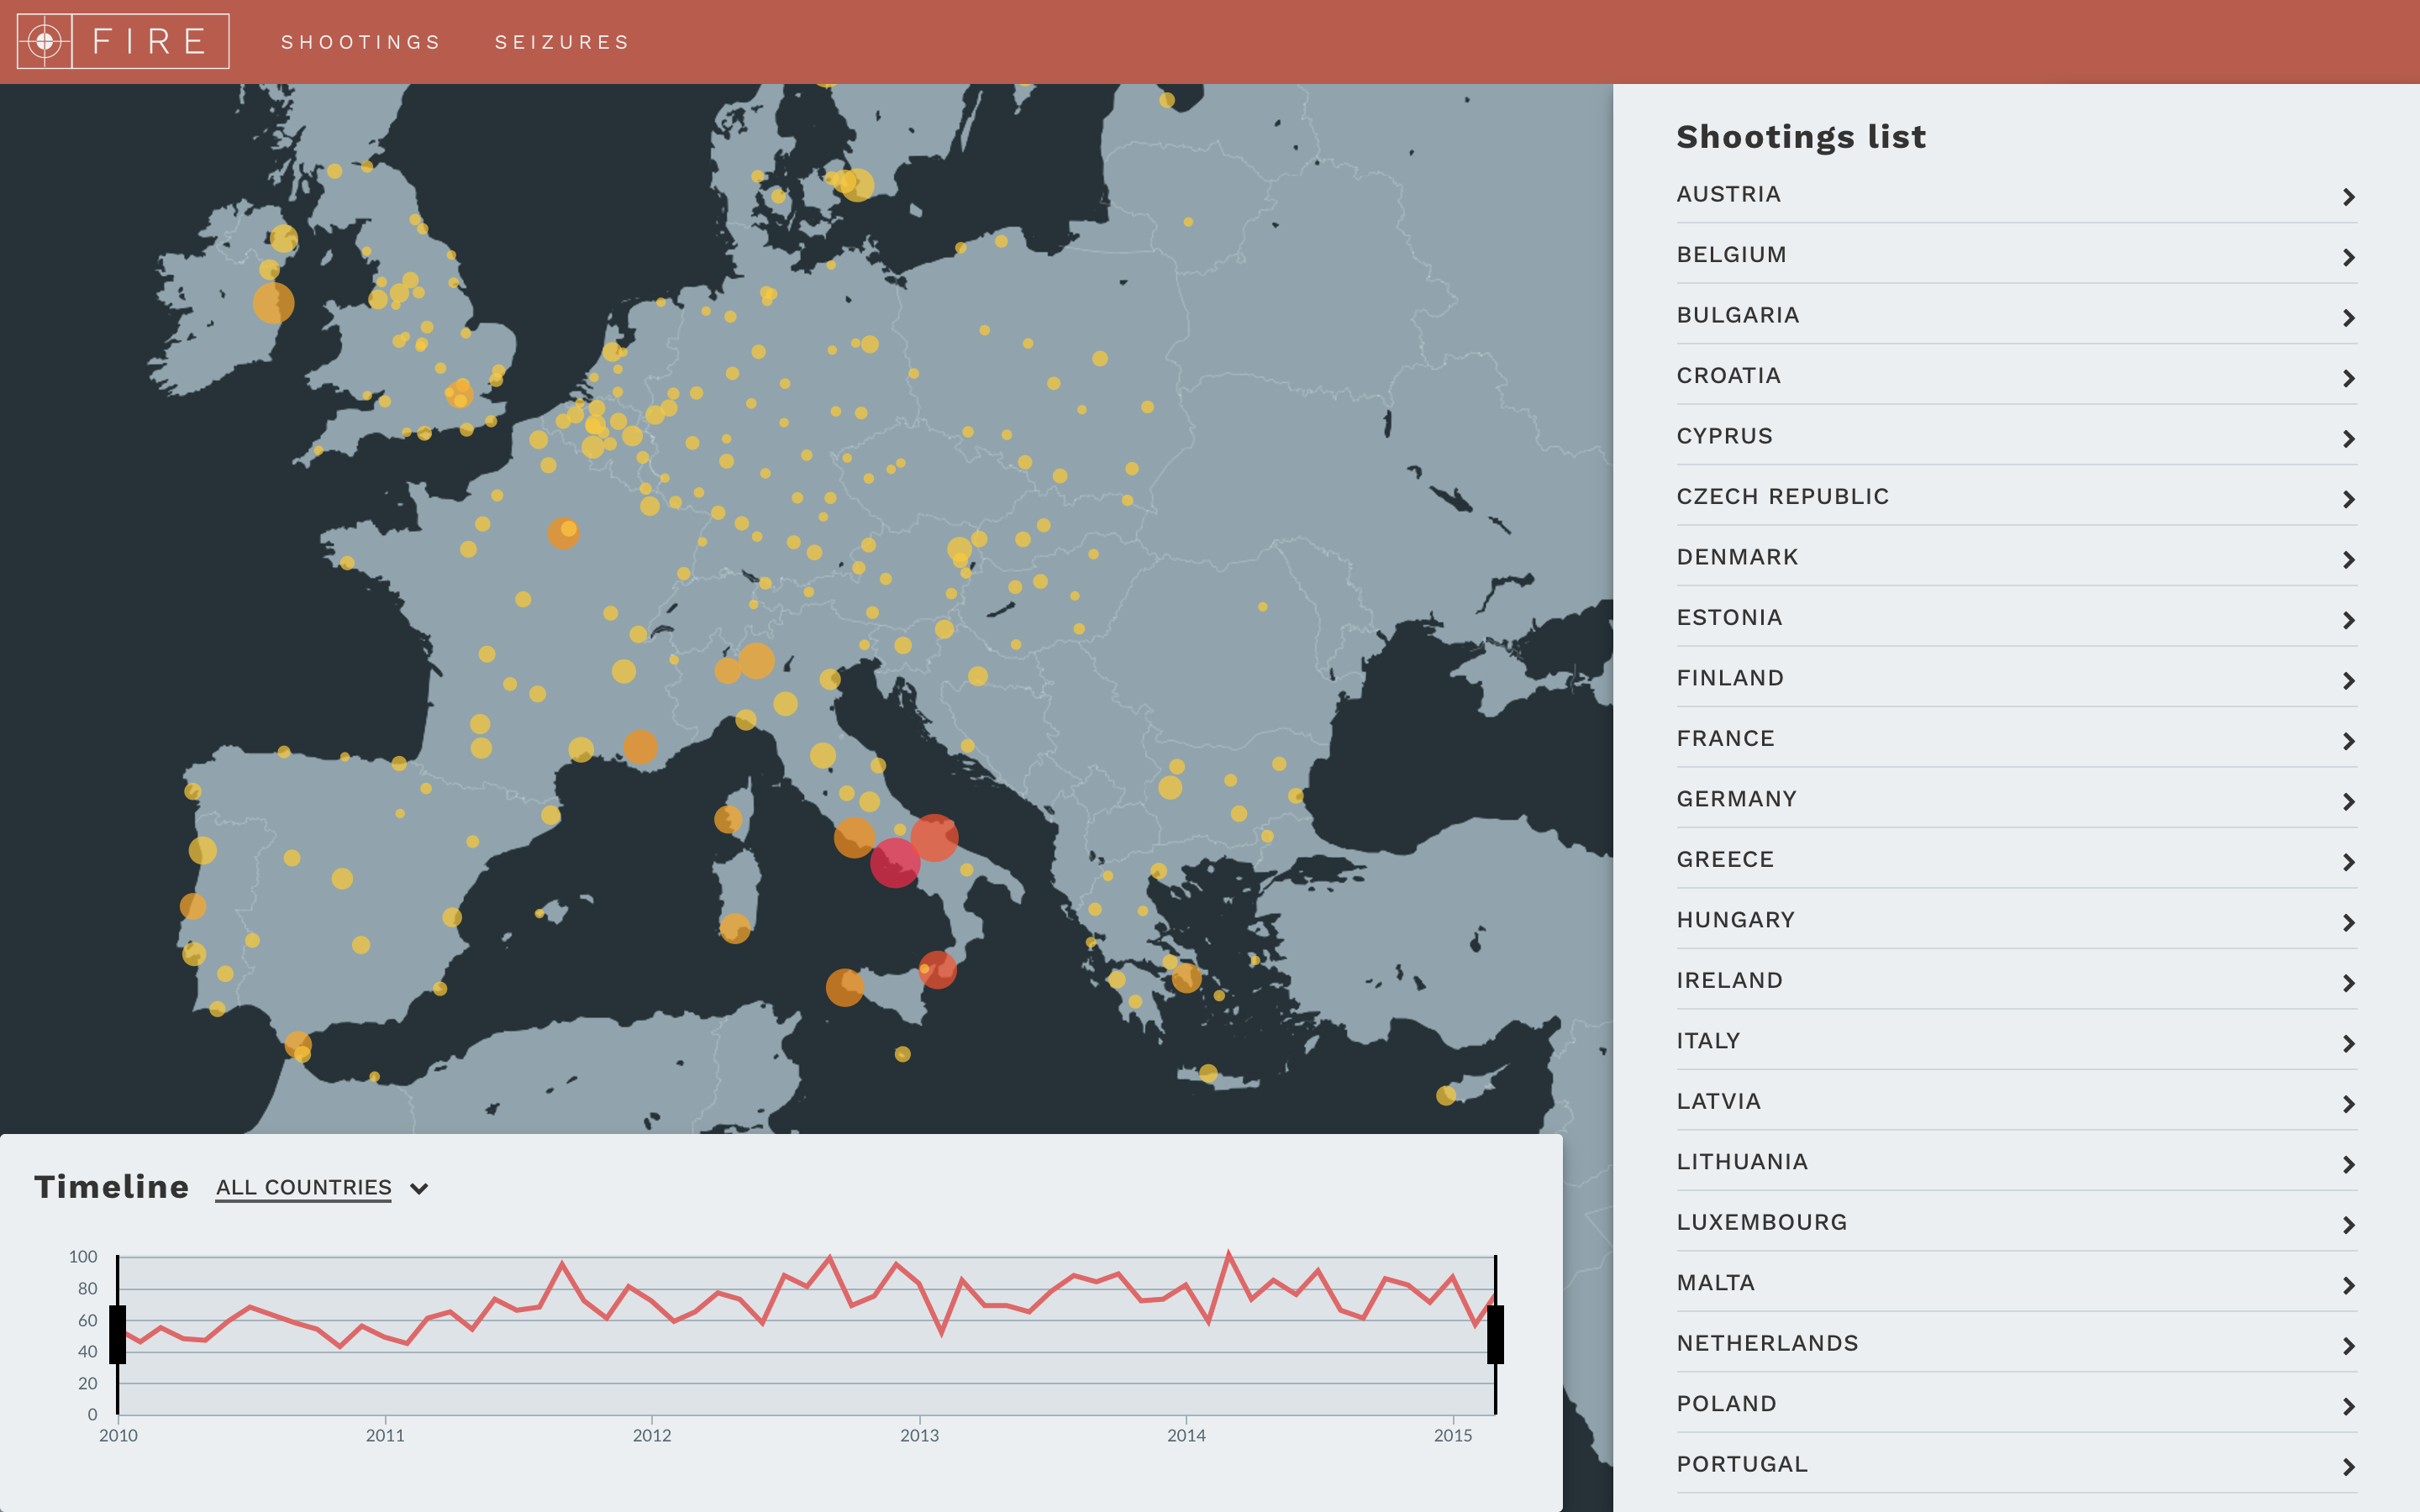 FIRE
SHOOTINGS
SEIZURES
Shootings list
AUSTRIA
BELGIUM
BULGARIA
CROATIA
CYPRUS
CZECH REPUBLIC
DENMARK
ESTONIA
FINLAND
FRANCE
GERMANY
GREECE
HUNGARY
IRELAND
ITALY
LATVIA
LITHUANIA
LUXEMBOURG
MALTA
NETHERLANDS
POLAND
PORTUGAL
Timeline ALL COUNTRIES
100
80
60
40
20
0
2010 2011 2012 2013 2014 2015